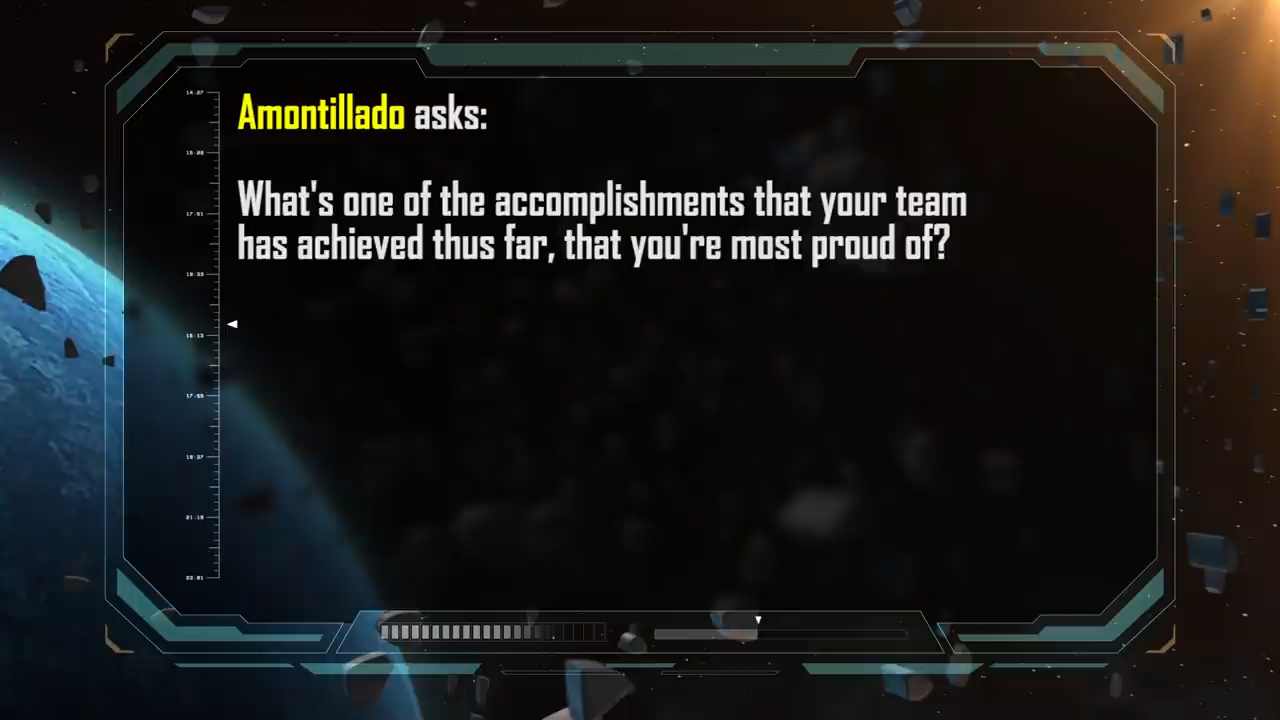 Amontillado asks:
What's one of the accomplishments that your team
has achieved thus far, that you're most proud of?